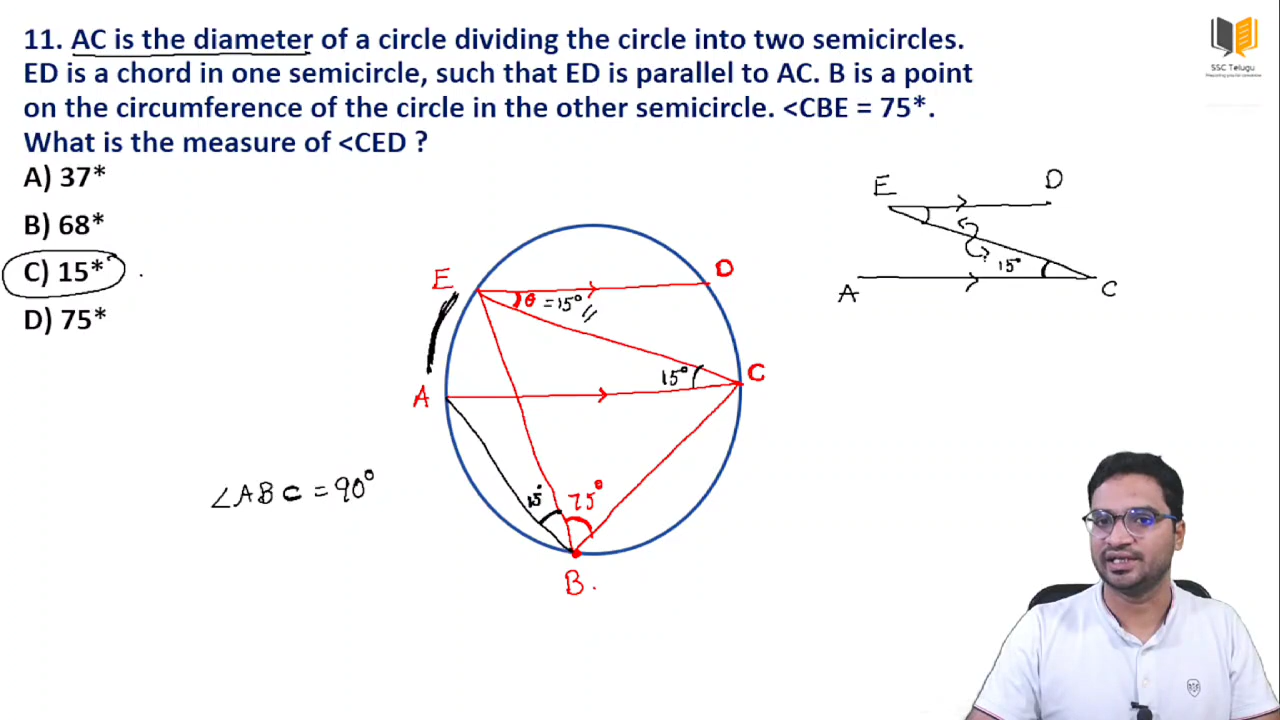 11. AC is the diameter of a circle dividing the circle into two semicircles.
ED is a chord in one semicircle, such that ED is parallel to AC. B is a point
on the circumference of the circle in the other semicircle. <CBE = 75*.
What is the measure of <CED ?
A) 37*
B) 68*
C) 15*
D) 75*
SSC Telugu
E
D
15°
A
C
E
D
θ = 15° //
15°
C
A
∠ABC = 90°
15°
75°
B.